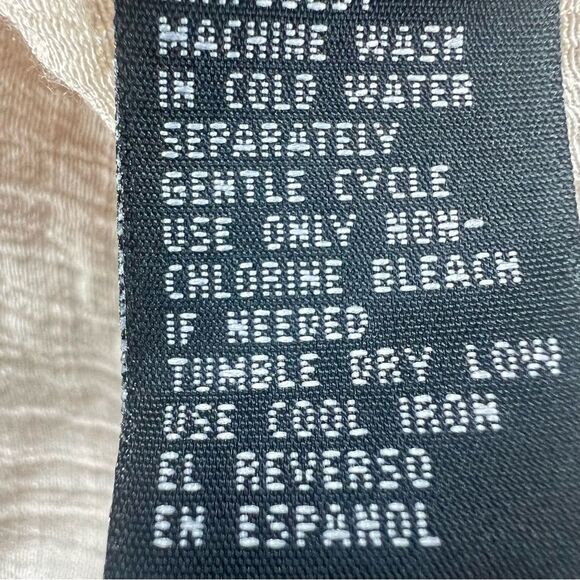 MACHINE WASH
IN COLD WATER
SEPARATELY
GENTLE CYCLE
USE ONLY NON-
CHLORINE BLEACH
IF NEEDED
TUMBLE DRY LOW
USE COOL IRON
EL REVERSO
EN ESPANOL